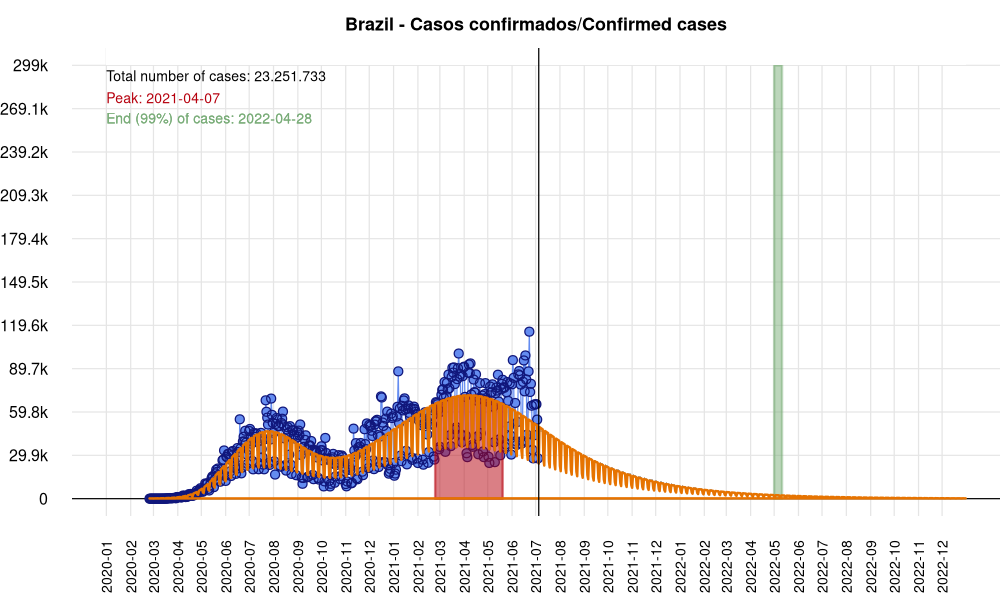 Brazil - Casos confirmados/Confirmed cases
299k
Total number of cases: 23.251.733
Peak: 2021-04-07
269.1k
End (99%) of cases: 2022-04-28
239.2k
209.3k
179.4k
149.5k
119.6k
89.7k
59.8k
29.9k
0
2020-01
2020-02
2020-03
2020-04
2020-05
2020-06
2020-07
2020-08
2020-09
2020-10
2020-11
2020-12
2021-01
2021-02
2021-03
2021-04
2021-05
2021-06
2021-07
2021-08
2021-09
2021-10
2021-11
2021-12
2022-01
2022-02
2022-03
2022-04
2022-05
2022-06
2022-07
2022-08
2022-09
2022-10
2022-11
2022-12